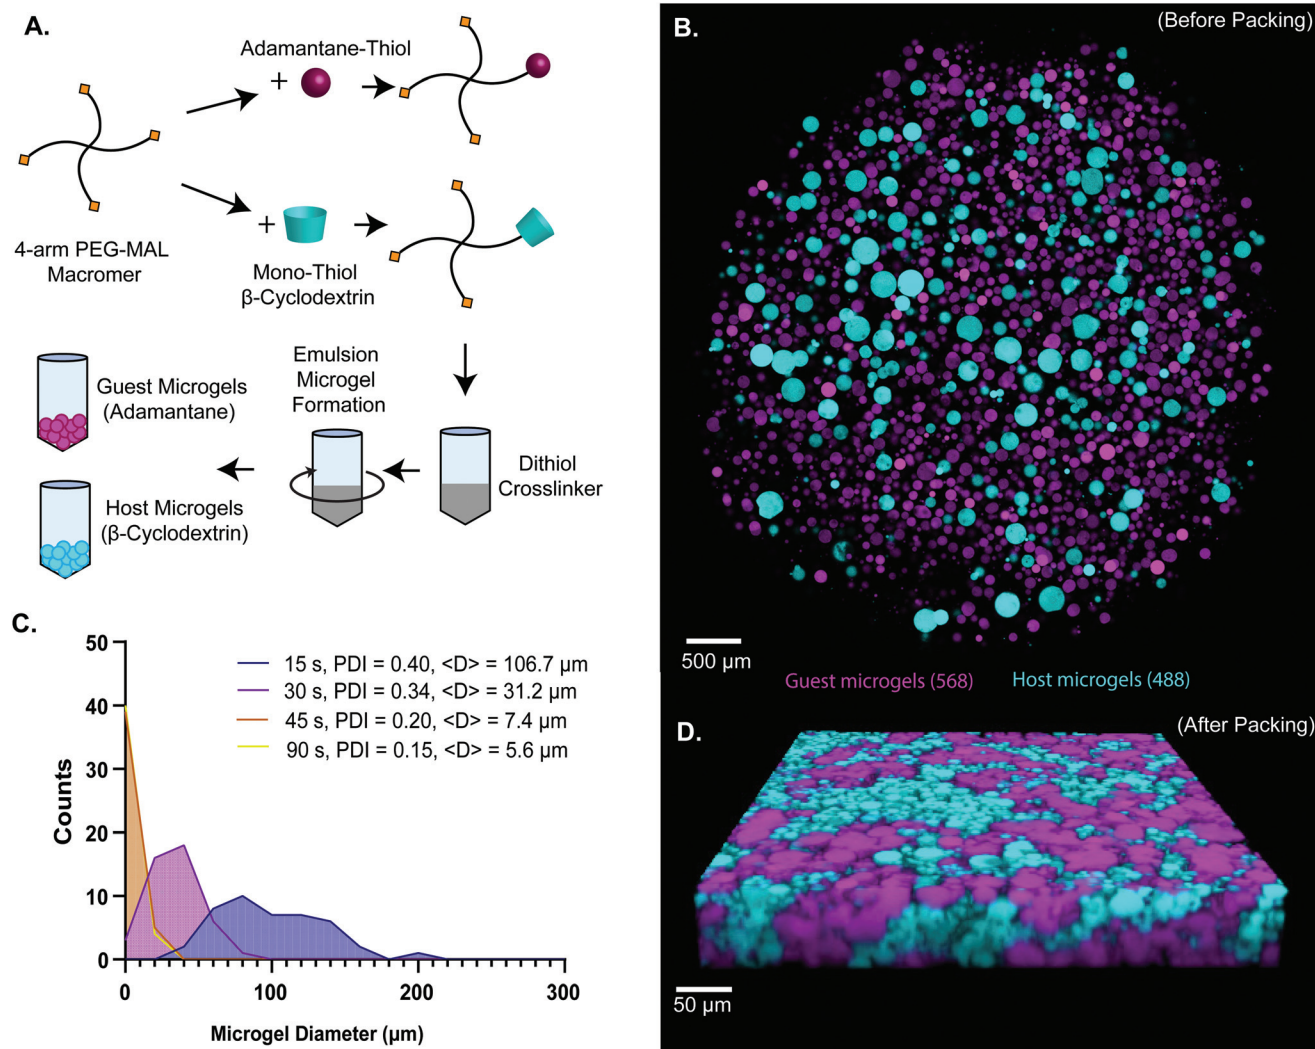 A.
Adamantane-Thiol
+
4-arm PEG-MAL
Macromer
+
Mono-Thiol
β-Cyclodextrin
Guest Microgels
(Adamantane)
Emulsion
Microgel
Formation
Dithiol
Crosslinker
Host Microgels
(β-Cyclodextrin)
B.
(Before Packing)
500 µm
Guest microgels (568)
Host microgels (488)
C.
50
40
30
20
10
0
Counts
15 s, PDI = 0.40, <D> = 106.7 µm
30 s, PDI = 0.34, <D> = 31.2 µm
45 s, PDI = 0.20, <D> = 7.4 µm
90 s, PDI = 0.15, <D> = 5.6 µm
0
100
200
300
Microgel Diameter (µm)
D.
(After Packing)
50 µm